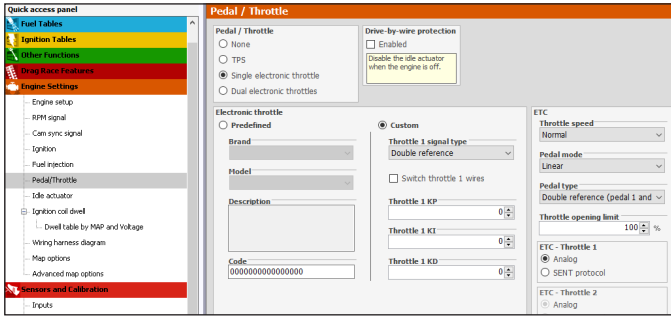 Quick access panel
Fuel Tables
Ignition Tables
Other Functions
Drag Race Features
Engine Settings
Engine setup
RPM signal
Cam sync signal
Ignition
Fuel injection
Pedal/Throttle
Idle actuator
Ignition coil dwell
Dwell table by MAP and Voltage
Wiring harness diagram
Map options
Advanced map options
Sensors and Calibration
Inputs
Pedal / Throttle
Pedal / Throttle
None
TPS
Single electronic throttle
Dual electronic throttles
Drive-by-wire protection
Enabled
Disable the idle actuator
when the engine is off.
Electronic throttle
Predefined
Brand
Model
Description
Code
0000000000000000
Custom
Throttle 1 signal type
Double reference
Switch throttle 1 wires
Throttle 1 KP
0
Throttle 1 KI
0
Throttle 1 KD
0
ETC
Throttle speed
Normal
Pedal mode
Linear
Pedal type
Double reference (pedal 1 and
Throttle opening limit
100 %
ETC - Throttle 1
Analog
SENT protocol
ETC - Throttle 2
Analog